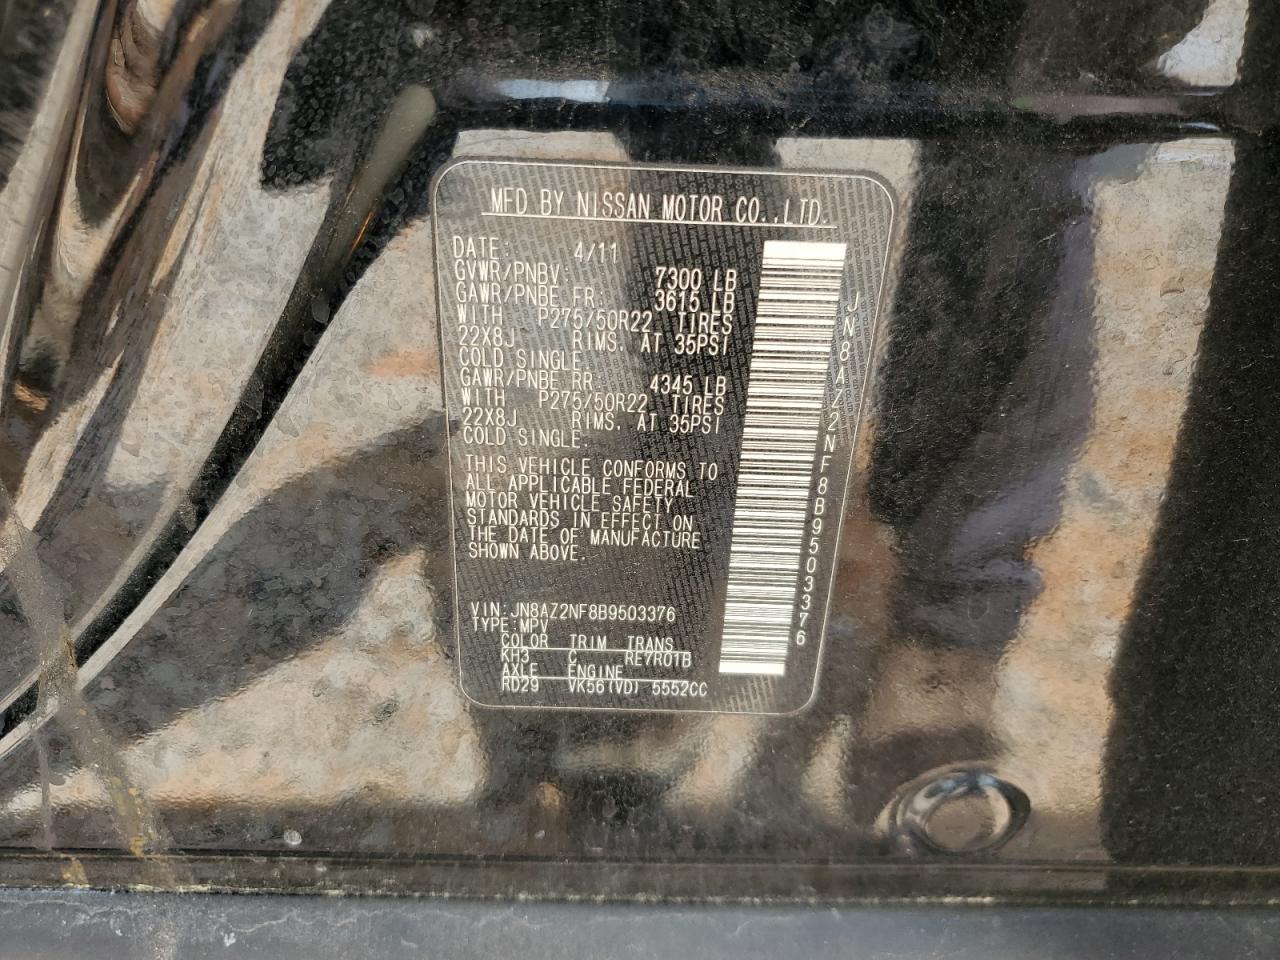 MFD BY NISSAN MOTOR CO.,LTD.
DATE: 4/11
GVWR/PNBV: 7300 LB
GAWR/PNBE FR: 3615 LB
WITH P275/50R22 TIRES
22X8J RIMS, AT 35PSI
COLD SINGLE.
GAWR/PNBE RR: 4345 LB
WITH P275/50R22 TIRES
22X8J RIMS, AT 35PSI
COLD SINGLE.
THIS VEHICLE CONFORMS TO
ALL APPLICABLE FEDERAL
MOTOR VEHICLE SAFETY
STANDARDS IN EFFECT ON
THE DATE OF MANUFACTURE
SHOWN ABOVE.
VIN:JN8AZ2NF8B9503376
TYPE:MPV
COLOR TRIM TRANS
KH3 C RE7R01B
AXLE ENGINE
RD29 VK56(VD) 5552CC
JN8AZ2NF8B9503376